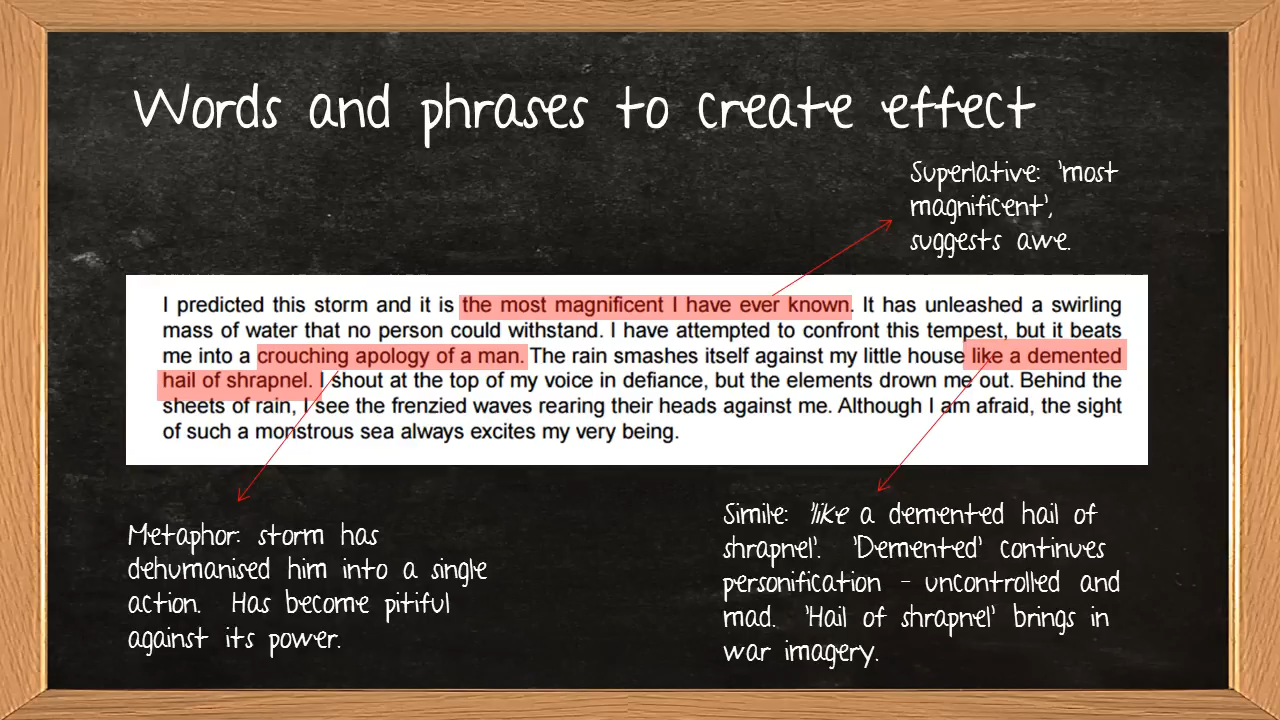 Words and phrases to create effect
Superlative: 'most
magnificent',
suggests awe.
I predicted this storm and it is the most magnificent I have ever known. It has unleashed a swirling
mass of water that no person could withstand. I have attempted to confront this tempest, but it beats
me into a crouching apology of a man. The rain smashes itself against my little house like a demented
hail of shrapnel. I shout at the top of my voice in defiance, but the elements drown me out. Behind the
sheets of rain, I see the frenzied waves rearing their heads against me. Although I am afraid, the sight
of such a monstrous sea always excites my very being.
Metaphor: storm has
dehumanised him into a single
action. Has become pitiful
against its power.
Simile: 'like a demented hail of
shrapnel'. 'Demented' continues
personification - uncontrolled and
mad. 'Hail of shrapnel' brings in
war imagery.